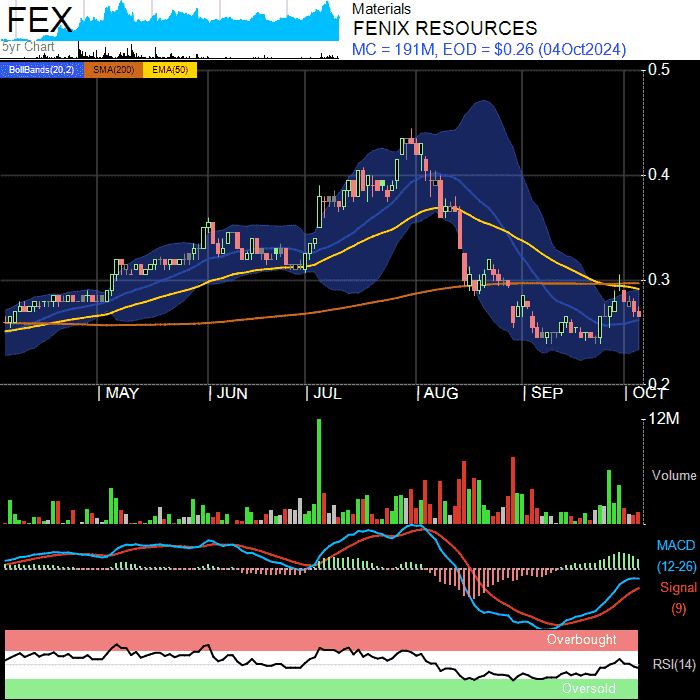 FEX
5yr Chart
Materials
FENIX RESOURCES
MC = 191M, EOD = $0.26 (04Oct2024)
BollBands(20,2) SMA(200) EMA(50)
0.5
0.4
0.3
0.2
MAY JUN JUL AUG SEP OCT
12M
Volume
MACD
(12-26)
Signal
(9)
Overbought
RSI(14)
Oversold